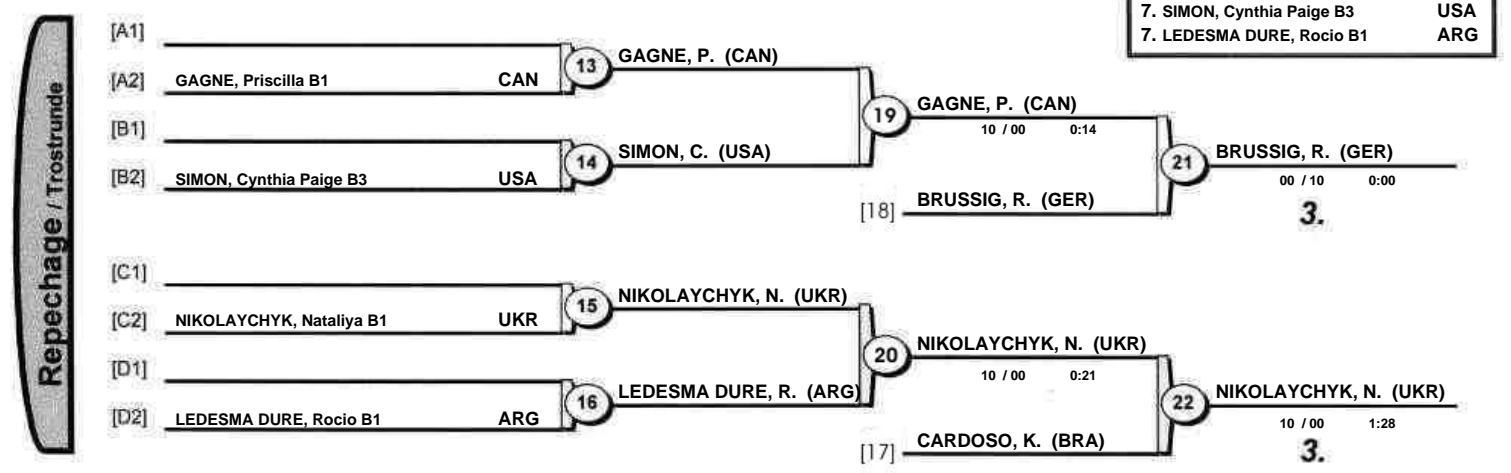 7. SIMON, Cynthia Paige B3 USA
7. LEDESMA DURE, Rocio B1 ARG
Repechage / Trostrunde
[A1]
[A2] GAGNE, Priscilla B1 CAN
13 GAGNE, P. (CAN)
[B1]
[B2] SIMON, Cynthia Paige B3 USA
14 SIMON, C. (USA)
19 GAGNE, P. (CAN)
10 / 00 0:14
[18] BRUSSIG, R. (GER)
21 BRUSSIG, R. (GER)
00 / 10 0:00
3.
[C1]
[C2] NIKOLAYCHYK, Nataliya B1 UKR
15 NIKOLAYCHYK, N. (UKR)
[D1]
[D2] LEDESMA DURE, Rocio B1 ARG
16 LEDESMA DURE, R. (ARG)
20 NIKOLAYCHYK, N. (UKR)
10 / 00 0:21
[17] CARDOSO, K. (BRA)
22 NIKOLAYCHYK, N. (UKR)
10 / 00 1:28
3.